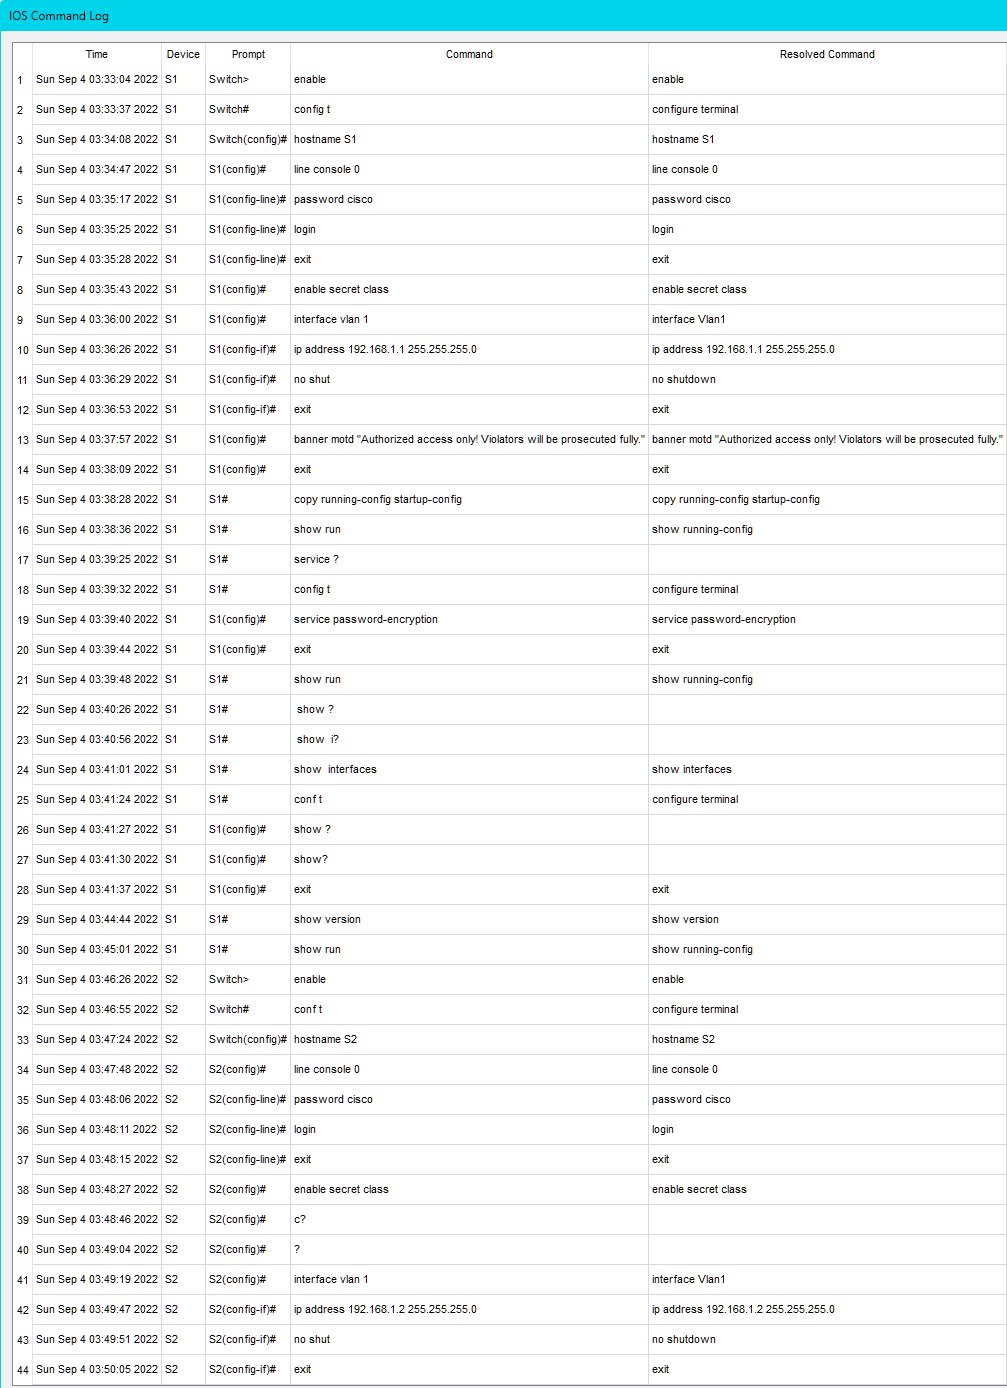 IOS Command Log
Time Device Prompt Command Resolved Command
1 Sun Sep 4 03:33:04 2022 S1 Switch> enable enable
2 Sun Sep 4 03:33:37 2022 S1 Switch# config t configure terminal
3 Sun Sep 4 03:34:08 2022 S1 Switch(config)# hostname S1 hostname S1
4 Sun Sep 4 03:34:47 2022 S1 S1(config)# line console 0 line console 0
5 Sun Sep 4 03:35:17 2022 S1 S1(config-line)# password cisco password cisco
6 Sun Sep 4 03:35:25 2022 S1 S1(config-line)# login login
7 Sun Sep 4 03:35:28 2022 S1 S1(config-line)# exit exit
8 Sun Sep 4 03:35:43 2022 S1 S1(config)# enable secret class enable secret class
9 Sun Sep 4 03:36:00 2022 S1 S1(config)# interface vlan 1 interface Vlan1
10 Sun Sep 4 03:36:26 2022 S1 S1(config-if)# ip address 192.168.1.1 255.255.255.0 ip address 192.168.1.1 255.255.255.0
11 Sun Sep 4 03:36:29 2022 S1 S1(config-if)# no shut no shutdown
12 Sun Sep 4 03:36:53 2022 S1 S1(config-if)# exit exit
13 Sun Sep 4 03:37:57 2022 S1 S1(config)# banner motd "Authorized access only! Violators will be prosecuted fully." banner motd "Authorized access only! Violators will be prosecuted fully."
14 Sun Sep 4 03:38:09 2022 S1 S1(config)# exit exit
15 Sun Sep 4 03:38:28 2022 S1 S1# copy running-config startup-config copy running-config startup-config
16 Sun Sep 4 03:38:36 2022 S1 S1# show run show running-config
17 Sun Sep 4 03:39:25 2022 S1 S1# service ?
18 Sun Sep 4 03:39:32 2022 S1 S1# config t configure terminal
19 Sun Sep 4 03:39:40 2022 S1 S1(config)# service password-encryption service password-encryption
20 Sun Sep 4 03:39:44 2022 S1 S1(config)# exit exit
21 Sun Sep 4 03:39:48 2022 S1 S1# show run show running-config
22 Sun Sep 4 03:40:26 2022 S1 S1# show ?
23 Sun Sep 4 03:40:56 2022 S1 S1# show i?
24 Sun Sep 4 03:41:01 2022 S1 S1# show interfaces show interfaces
25 Sun Sep 4 03:41:24 2022 S1 S1# conf t configure terminal
26 Sun Sep 4 03:41:27 2022 S1 S1(config)# show ?
27 Sun Sep 4 03:41:30 2022 S1 S1(config)# show?
28 Sun Sep 4 03:41:37 2022 S1 S1(config)# exit exit
29 Sun Sep 4 03:44:44 2022 S1 S1# show version show version
30 Sun Sep 4 03:45:01 2022 S1 S1# show run show running-config
31 Sun Sep 4 03:46:26 2022 S2 Switch> enable enable
32 Sun Sep 4 03:46:55 2022 S2 Switch# conf t configure terminal
33 Sun Sep 4 03:47:24 2022 S2 Switch(config)# hostname S2 hostname S2
34 Sun Sep 4 03:47:48 2022 S2 S2(config)# line console 0 line console 0
35 Sun Sep 4 03:48:06 2022 S2 S2(config-line)# password cisco password cisco
36 Sun Sep 4 03:48:11 2022 S2 S2(config-line)# login login
37 Sun Sep 4 03:48:15 2022 S2 S2(config-line)# exit exit
38 Sun Sep 4 03:48:27 2022 S2 S2(config)# enable secret class enable secret class
39 Sun Sep 4 03:48:46 2022 S2 S2(config)# c?
40 Sun Sep 4 03:49:04 2022 S2 S2(config)# ?
41 Sun Sep 4 03:49:19 2022 S2 S2(config)# interface vlan 1 interface Vlan1
42 Sun Sep 4 03:49:47 2022 S2 S2(config-if)# ip address 192.168.1.2 255.255.255.0 ip address 192.168.1.2 255.255.255.0
43 Sun Sep 4 03:49:51 2022 S2 S2(config-if)# no shut no shutdown
44 Sun Sep 4 03:50:05 2022 S2 S2(config-if)# exit exit